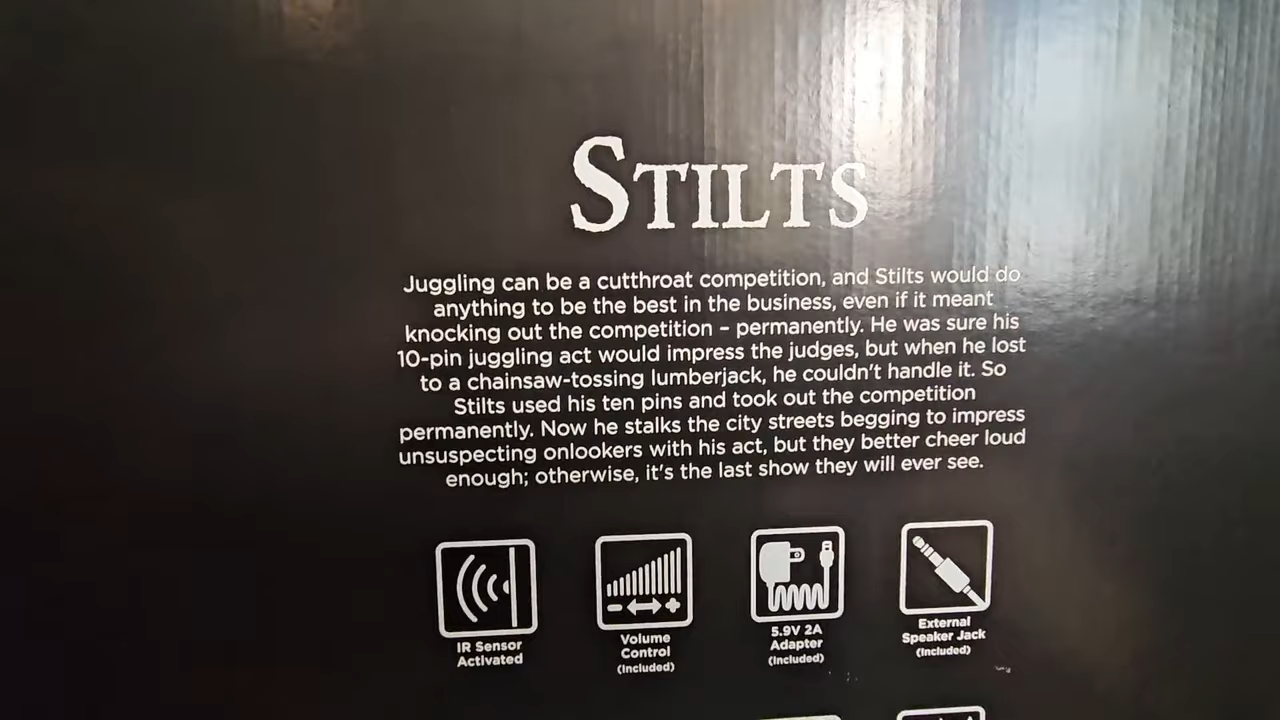 STILTS
Juggling can be a cutthroat competition, and Stilts would do
anything to be the best in the business, even if it meant
knocking out the competition – permanently. He was sure his
10-pin juggling act would impress the judges, but when he lost
to a chainsaw-tossing lumberjack, he couldn't handle it. So
Stilts used his ten pins and took out the competition
permanently. Now he stalks the city streets begging to impress
unsuspecting onlookers with his act, but they better cheer loud
enough; otherwise, it's the last show they will ever see.
IR Sensor
Activated
Volume
Control
(Included)
5.9V 2A
Adapter
(Included)
External
Speaker Jack
(Included)